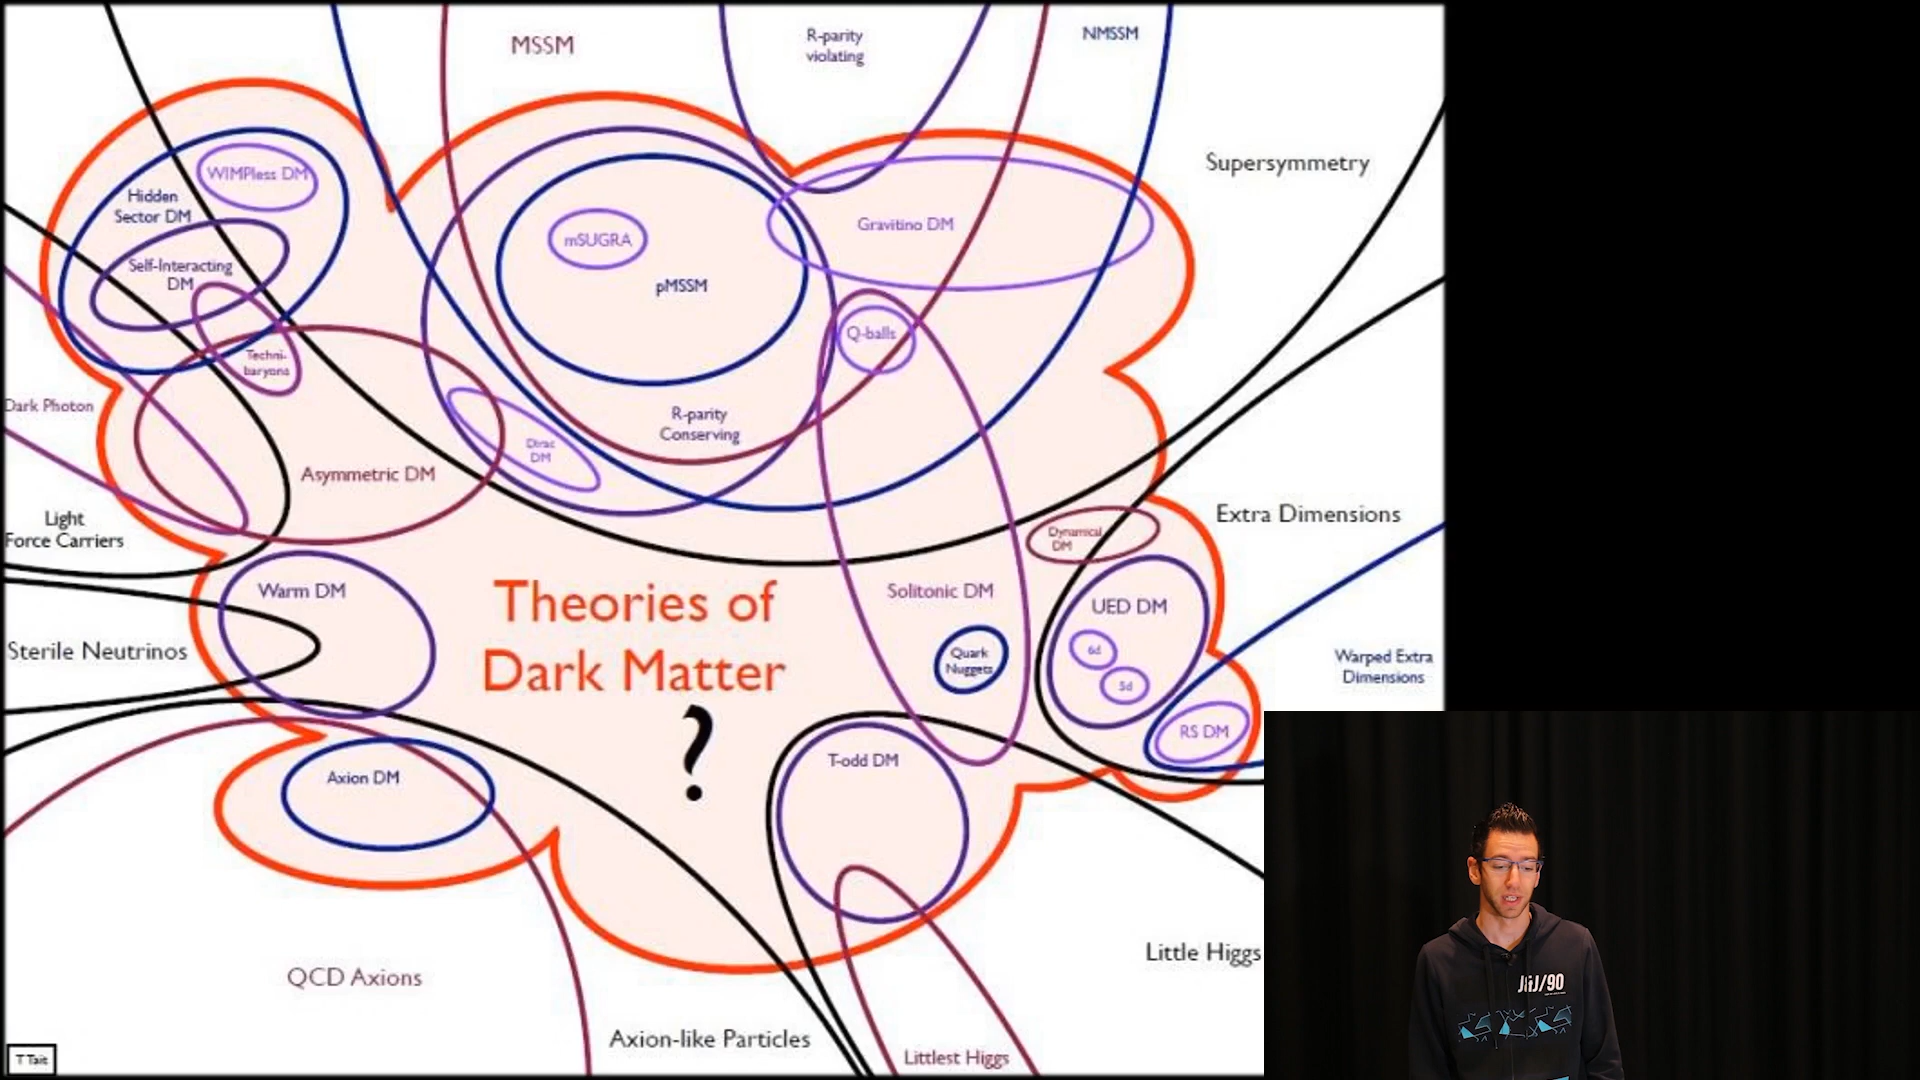 MSSM
R-parity
violating
NMSSM
Supersymmetry
WIMPless DM
Hidden
Sector DM
Self-Interacting
DM
Techni-
baryons
mSUGRA
pMSSM
Gravitino DM
Q-balls
R-parity
Conserving
Dirac
DM
Dark Photon
Asymmetric DM
Light
Force Carriers
Extra Dimensions
Dynamical
DM
Warm DM
Theories of
Dark Matter
?
Solitonic DM
UED DM
6d
5d
Quark
Nuggets
Sterile Neutrinos
Warped Extra
Dimensions
RS DM
Axion DM
T-odd DM
QCD Axions
Axion-like Particles
Little Higgs
Littlest Higgs
T Tait